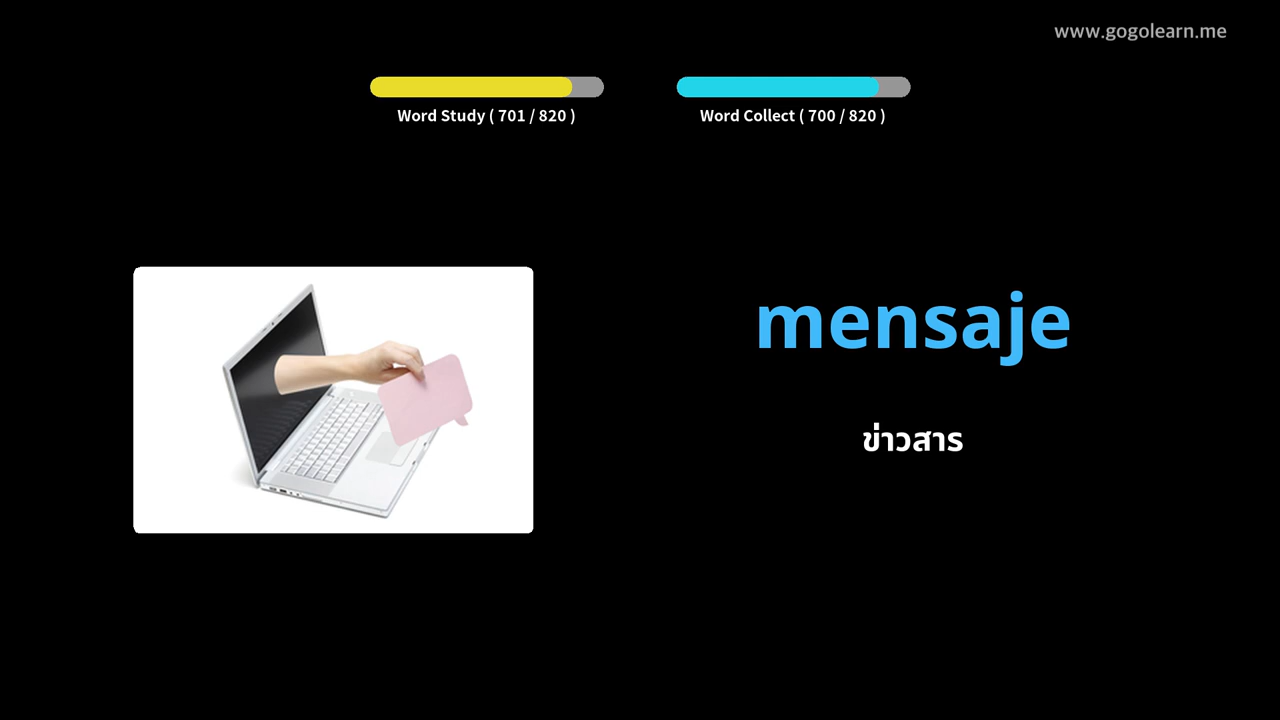 www.gogolearn.me
Word Study ( 701 / 820 )
Word Collect ( 700 / 820 )
mensaje
ข่าวสาร